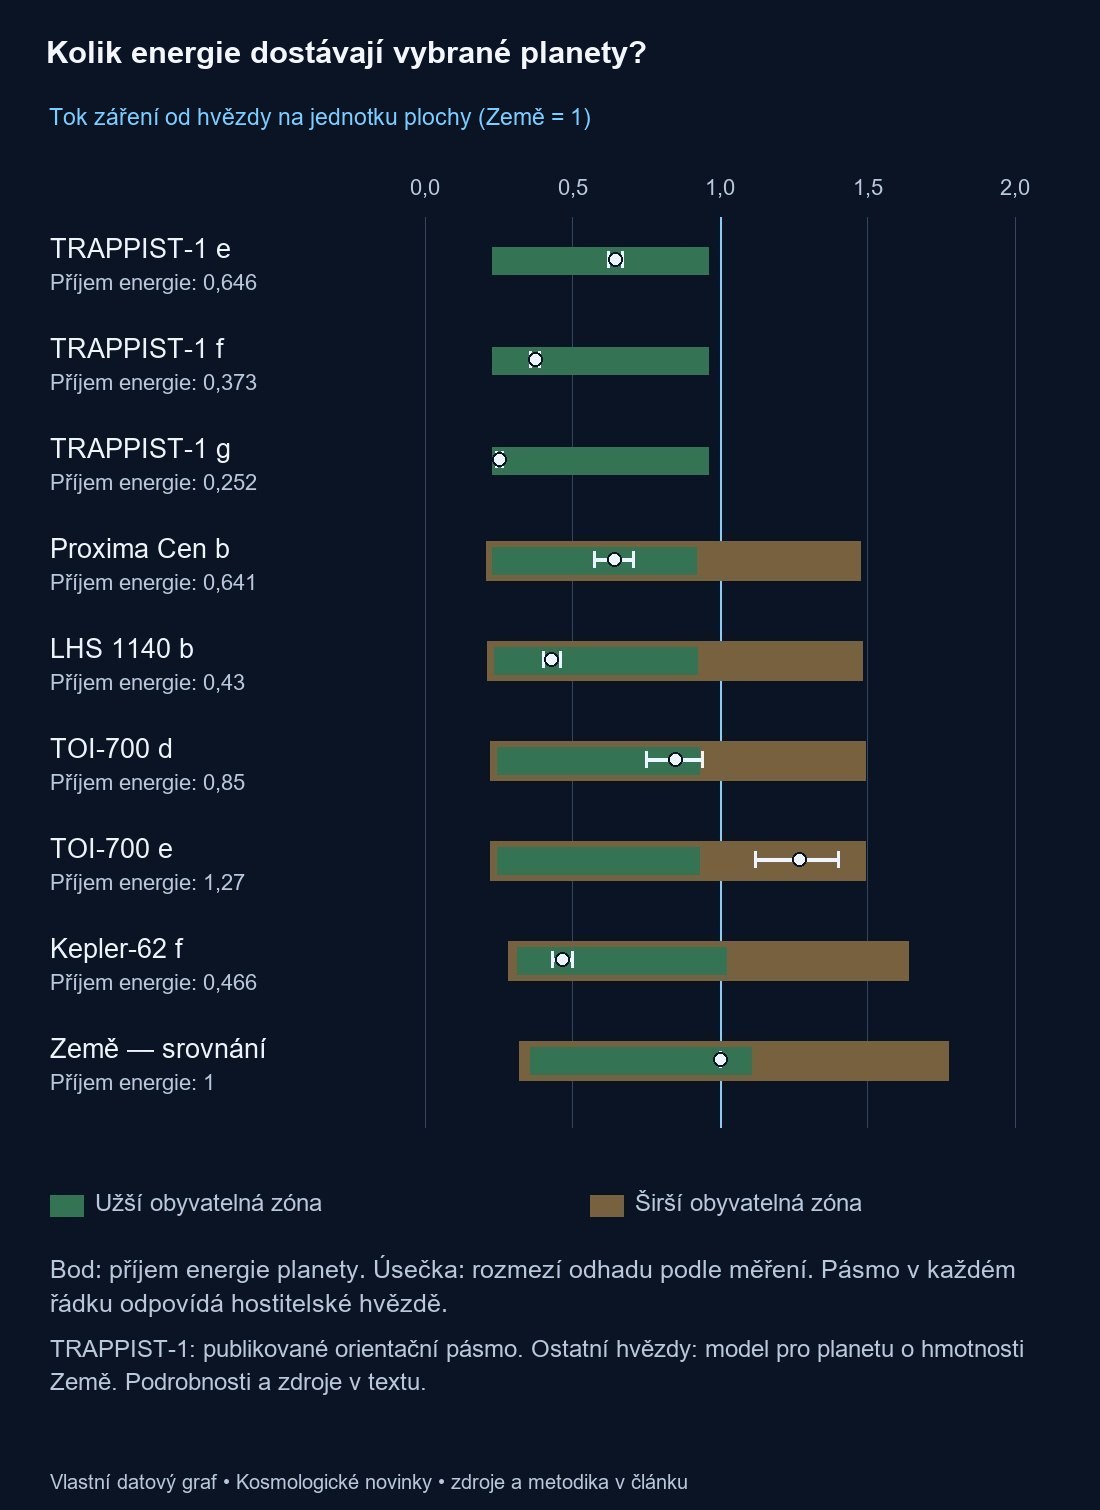 Kolik energie dostávají vybrané planety?
Tok záření od hvězdy na jednotku plochy (Země = 1)
0,0 0,5 1,0 1,5 2,0
TRAPPIST-1 e
Příjem energie: 0,646
TRAPPIST-1 f
Příjem energie: 0,373
TRAPPIST-1 g
Příjem energie: 0,252
Proxima Cen b
Příjem energie: 0,641
LHS 1140 b
Příjem energie: 0,43
TOI-700 d
Příjem energie: 0,85
TOI-700 e
Příjem energie: 1,27
Kepler-62 f
Příjem energie: 0,466
Země — srovnání
Příjem energie: 1
Užší obyvatelná zóna Širší obyvatelná zóna
Bod: příjem energie planety. Úsečka: rozmezí odhadu podle měření. Pásmo v každém
řádku odpovídá hostitelské hvězdě.
TRAPPIST-1: publikované orientační pásmo. Ostatní hvězdy: model pro planetu o hmotnosti
Země. Podrobnosti a zdroje v textu.
Vlastní datový graf • Kosmologické novinky • zdroje a metodika v článku